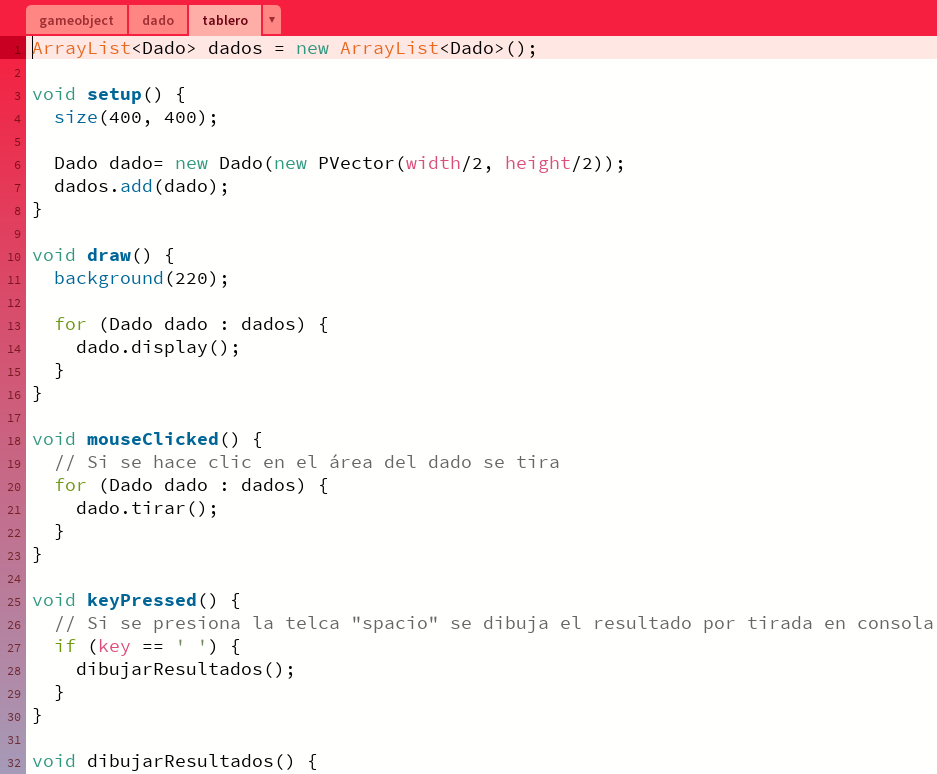 gameobject dado tablero ▼
1 ArrayList<Dado> dados = new ArrayList<Dado>();
2
3 void setup() {
4   size(400, 400);
5
6   Dado dado= new Dado(new PVector(width/2, height/2));
7   dados.add(dado);
8 }
9
10 void draw() {
11   background(220);
12
13   for (Dado dado : dados) {
14     dado.display();
15   }
16 }
17
18 void mouseClicked() {
19   // Si se hace clic en el área del dado se tira
20   for (Dado dado : dados) {
21     dado.tirar();
22   }
23 }
24
25 void keyPressed() {
26   // Si se presiona la telca "spacio" se dibuja el resultado por tirada en consola
27   if (key == ' ') {
28     dibujarResultados();
29   }
30 }
31
32 void dibujarResultados() {